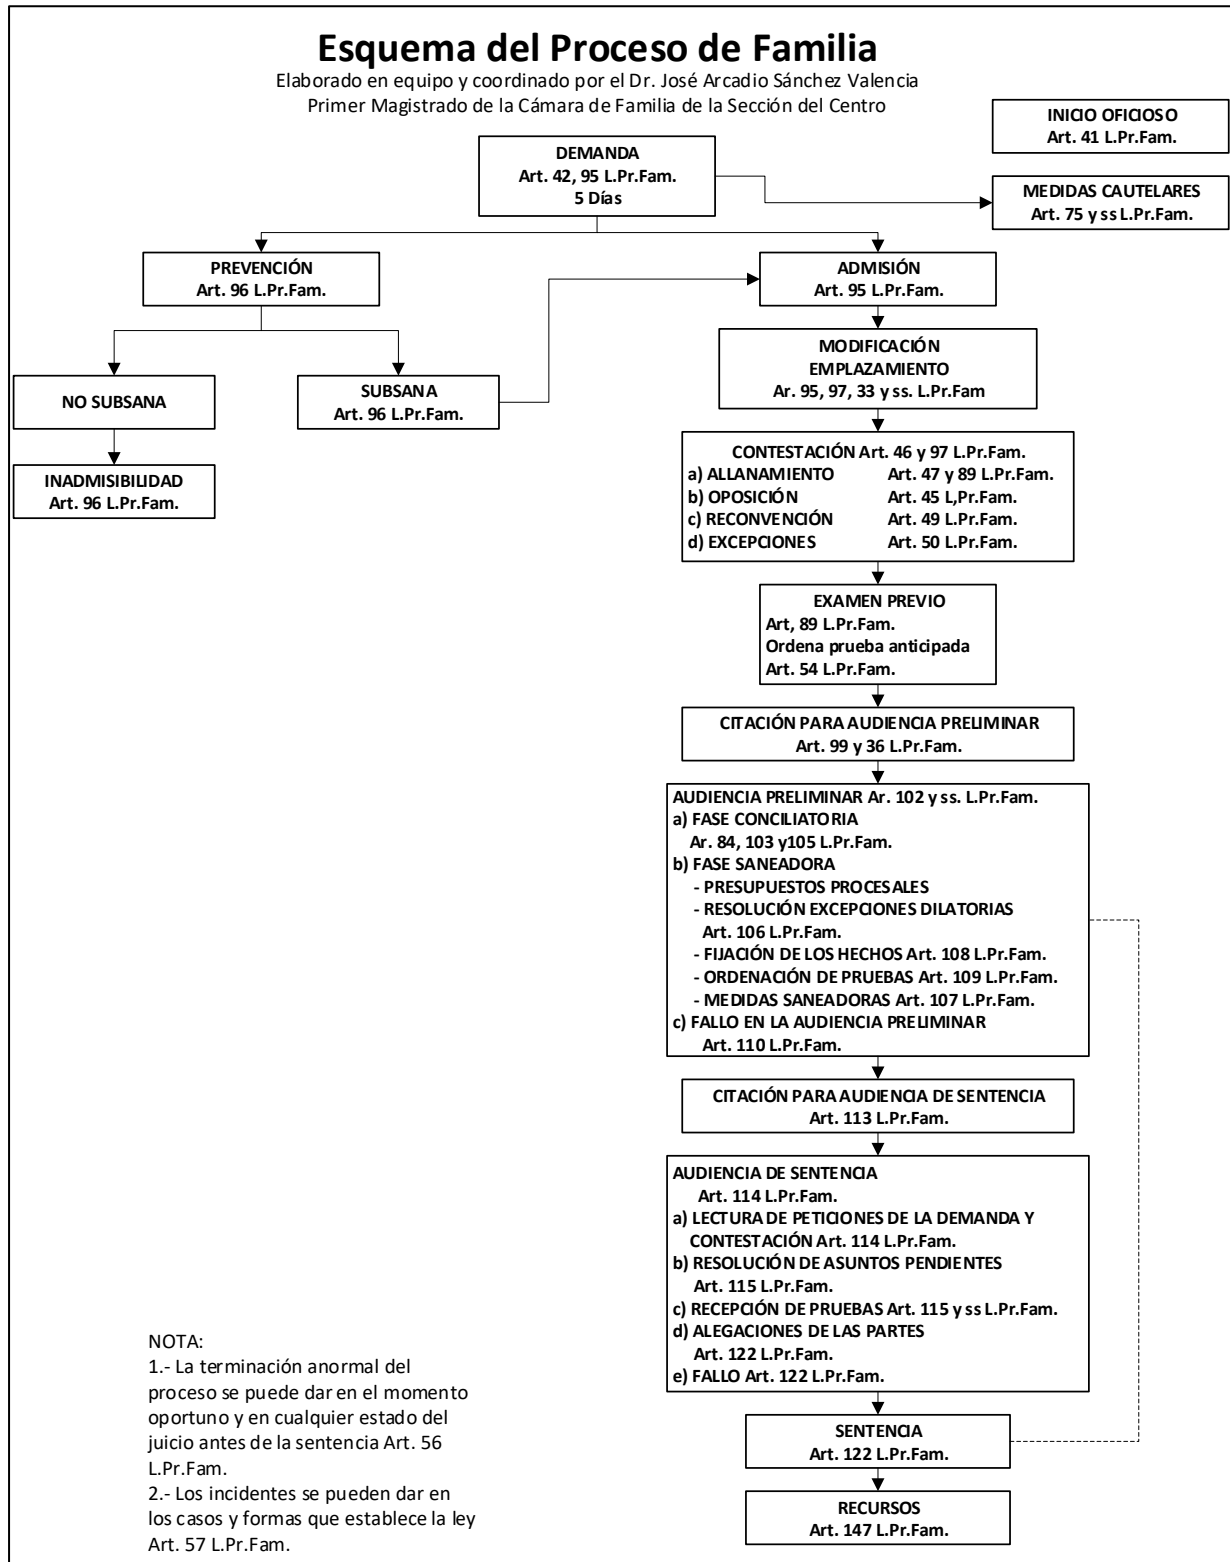 Esquema del Proceso de Familia
Elaborado en equipo y coordinado por el Dr. José Arcadio Sánchez Valencia
Primer Magistrado de la Cámara de Familia de la Sección del Centro
INICIO OFICIOSO
Art. 41 L.Pr.Fam.
DEMANDA
Art. 42, 95 L.Pr.Fam.
5 Días
MEDIDAS CAUTELARES
Art. 75 y ss L.Pr.Fam.
PREVENCIÓN
Art. 96 L.Pr.Fam.
ADMISIÓN
Art. 95 L.Pr.Fam.
NO SUBSANA
SUBSANA
Art. 96 L.Pr.Fam.
INADMISIBILIDAD
Art. 96 L.Pr.Fam.
MODIFICACIÓN
EMPLAZAMIENTO
Ar. 95, 97, 33 y ss. L.Pr.Fam
CONTESTACIÓN Art. 46 y 97 L.Pr.Fam.
a) ALLANAMIENTO Art. 47 y 89 L.Pr.Fam.
b) OPOSICIÓN Art. 45 L,Pr.Fam.
c) RECONVENCIÓN Art. 49 L.Pr.Fam.
d) EXCEPCIONES Art. 50 L.Pr.Fam.
EXAMEN PREVIO
Art, 89 L.Pr.Fam.
Ordena prueba anticipada
Art. 54 L.Pr.Fam.
CITACIÓN PARA AUDIENCIA PRELIMINAR
Art. 99 y 36 L.Pr.Fam.
AUDIENCIA PRELIMINAR Ar. 102 y ss. L.Pr.Fam.
a) FASE CONCILIATORIA
Ar. 84, 103 y105 L.Pr.Fam.
b) FASE SANEADORA
- PRESUPUESTOS PROCESALES
- RESOLUCIÓN EXCEPCIONES DILATORIAS
Art. 106 L.Pr.Fam.
- FIJACIÓN DE LOS HECHOS Art. 108 L.Pr.Fam.
- ORDENACIÓN DE PRUEBAS Art. 109 L.Pr.Fam.
- MEDIDAS SANEADORAS Art. 107 L.Pr.Fam.
c) FALLO EN LA AUDIENCIA PRELIMINAR
Art. 110 L.Pr.Fam.
CITACIÓN PARA AUDIENCIA DE SENTENCIA
Art. 113 L.Pr.Fam.
AUDIENCIA DE SENTENCIA
Art. 114 L.Pr.Fam.
a) LECTURA DE PETICIONES DE LA DEMANDA Y
CONTESTACIÓN Art. 114 L.Pr.Fam.
b) RESOLUCIÓN DE ASUNTOS PENDIENTES
Art. 115 L.Pr.Fam.
c) RECEPCIÓN DE PRUEBAS Art. 115 y ss L.Pr.Fam.
d) ALEGACIONES DE LAS PARTES
Art. 122 L.Pr.Fam.
e) FALLO Art. 122 L.Pr.Fam.
SENTENCIA
Art. 122 L.Pr.Fam.
RECURSOS
Art. 147 L.Pr.Fam.
NOTA:
1.- La terminación anormal del
proceso se puede dar en el momento
oportuno y en cualquier estado del
juicio antes de la sentencia Art. 56
L.Pr.Fam.
2.- Los incidentes se pueden dar en
los casos y formas que establece la ley
Art. 57 L.Pr.Fam.